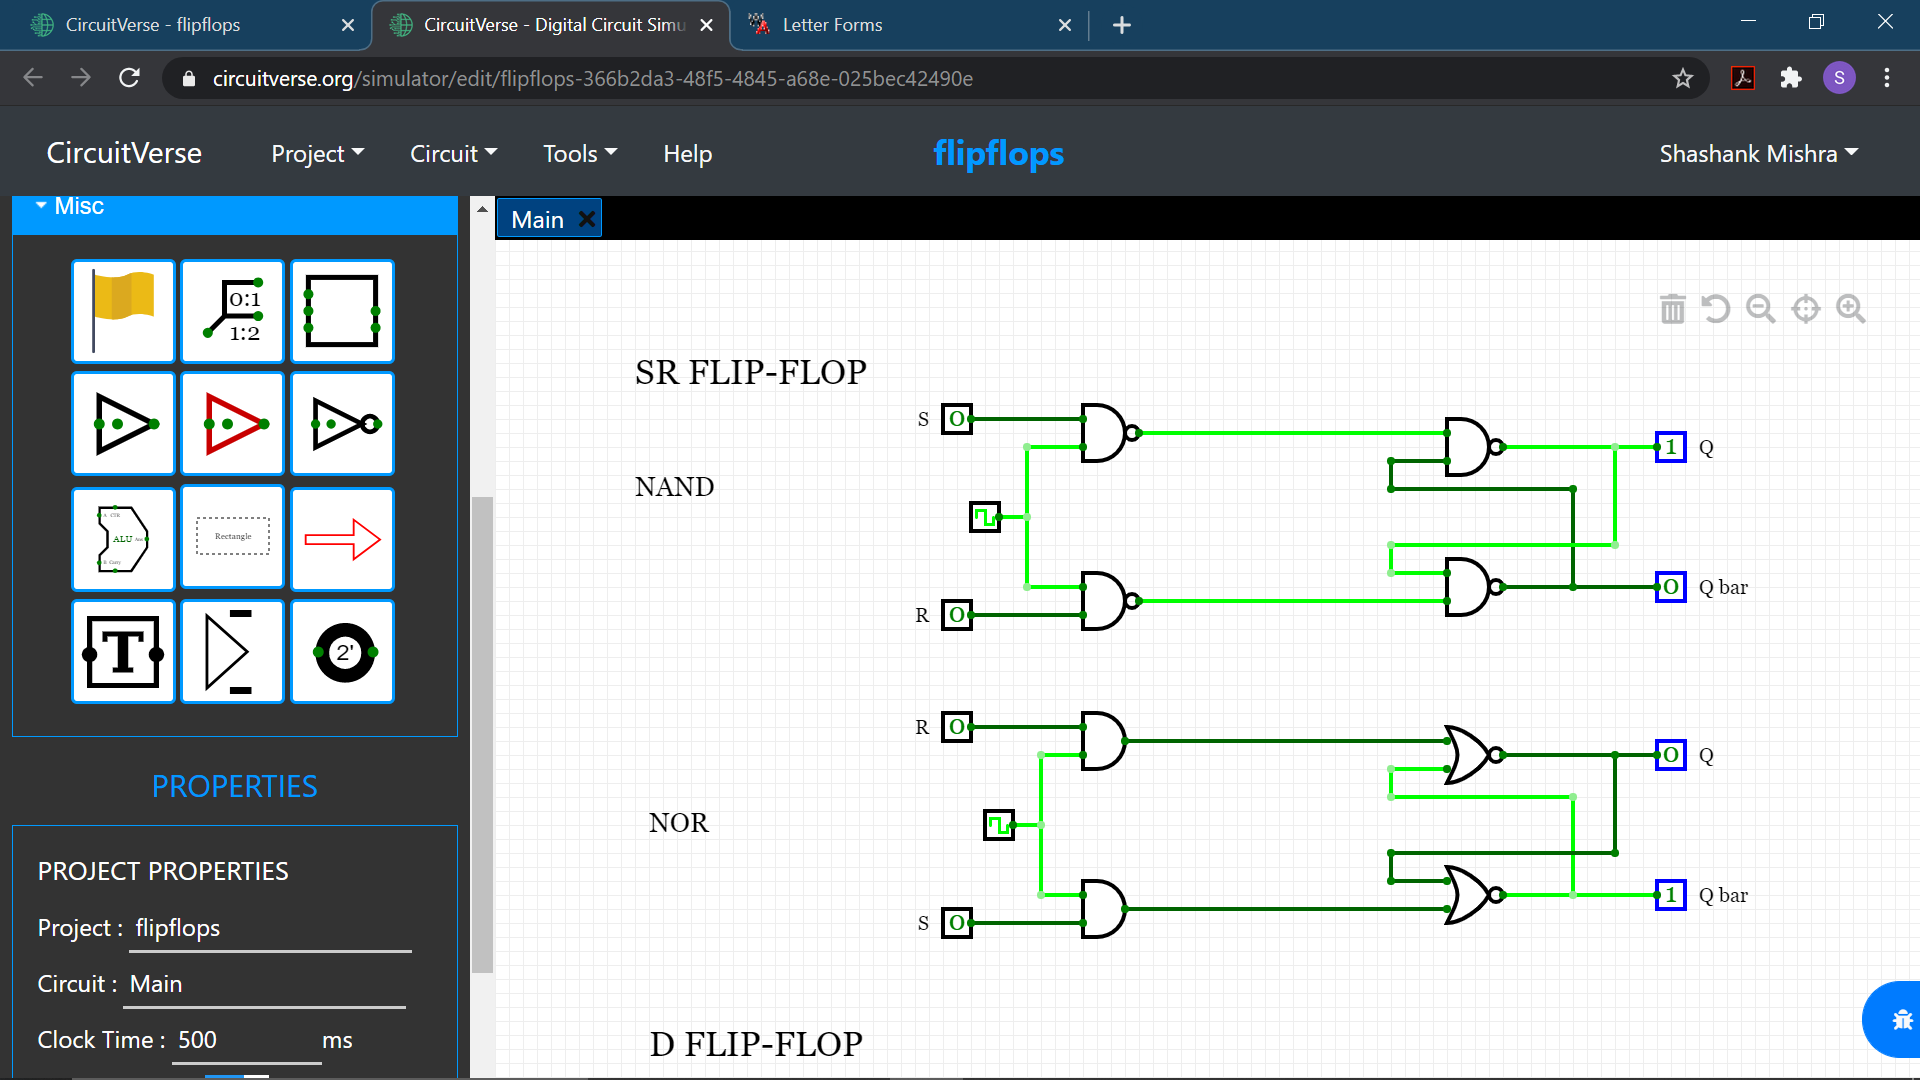 CircuitVerse - flipflops
CircuitVerse - Digital Circuit Simu
Letter Forms
circuitverse.org/simulator/edit/flipflops-366b2da3-48f5-4845-a68e-025bec42490e
S
CircuitVerse
Project
Circuit
Tools
Help
flipflops
Shashank Mishra
Misc
Main
0:1
1:2
ALU
Rectangle
T
2'
PROPERTIES
PROJECT PROPERTIES
Project : flipflops
Circuit : Main
Clock Time : 500 ms
SR FLIP-FLOP
S 0
1 Q
NAND
R 0
0 Q bar
R 0
0 Q
NOR
S 0
1 Q bar
D FLIP-FLOP